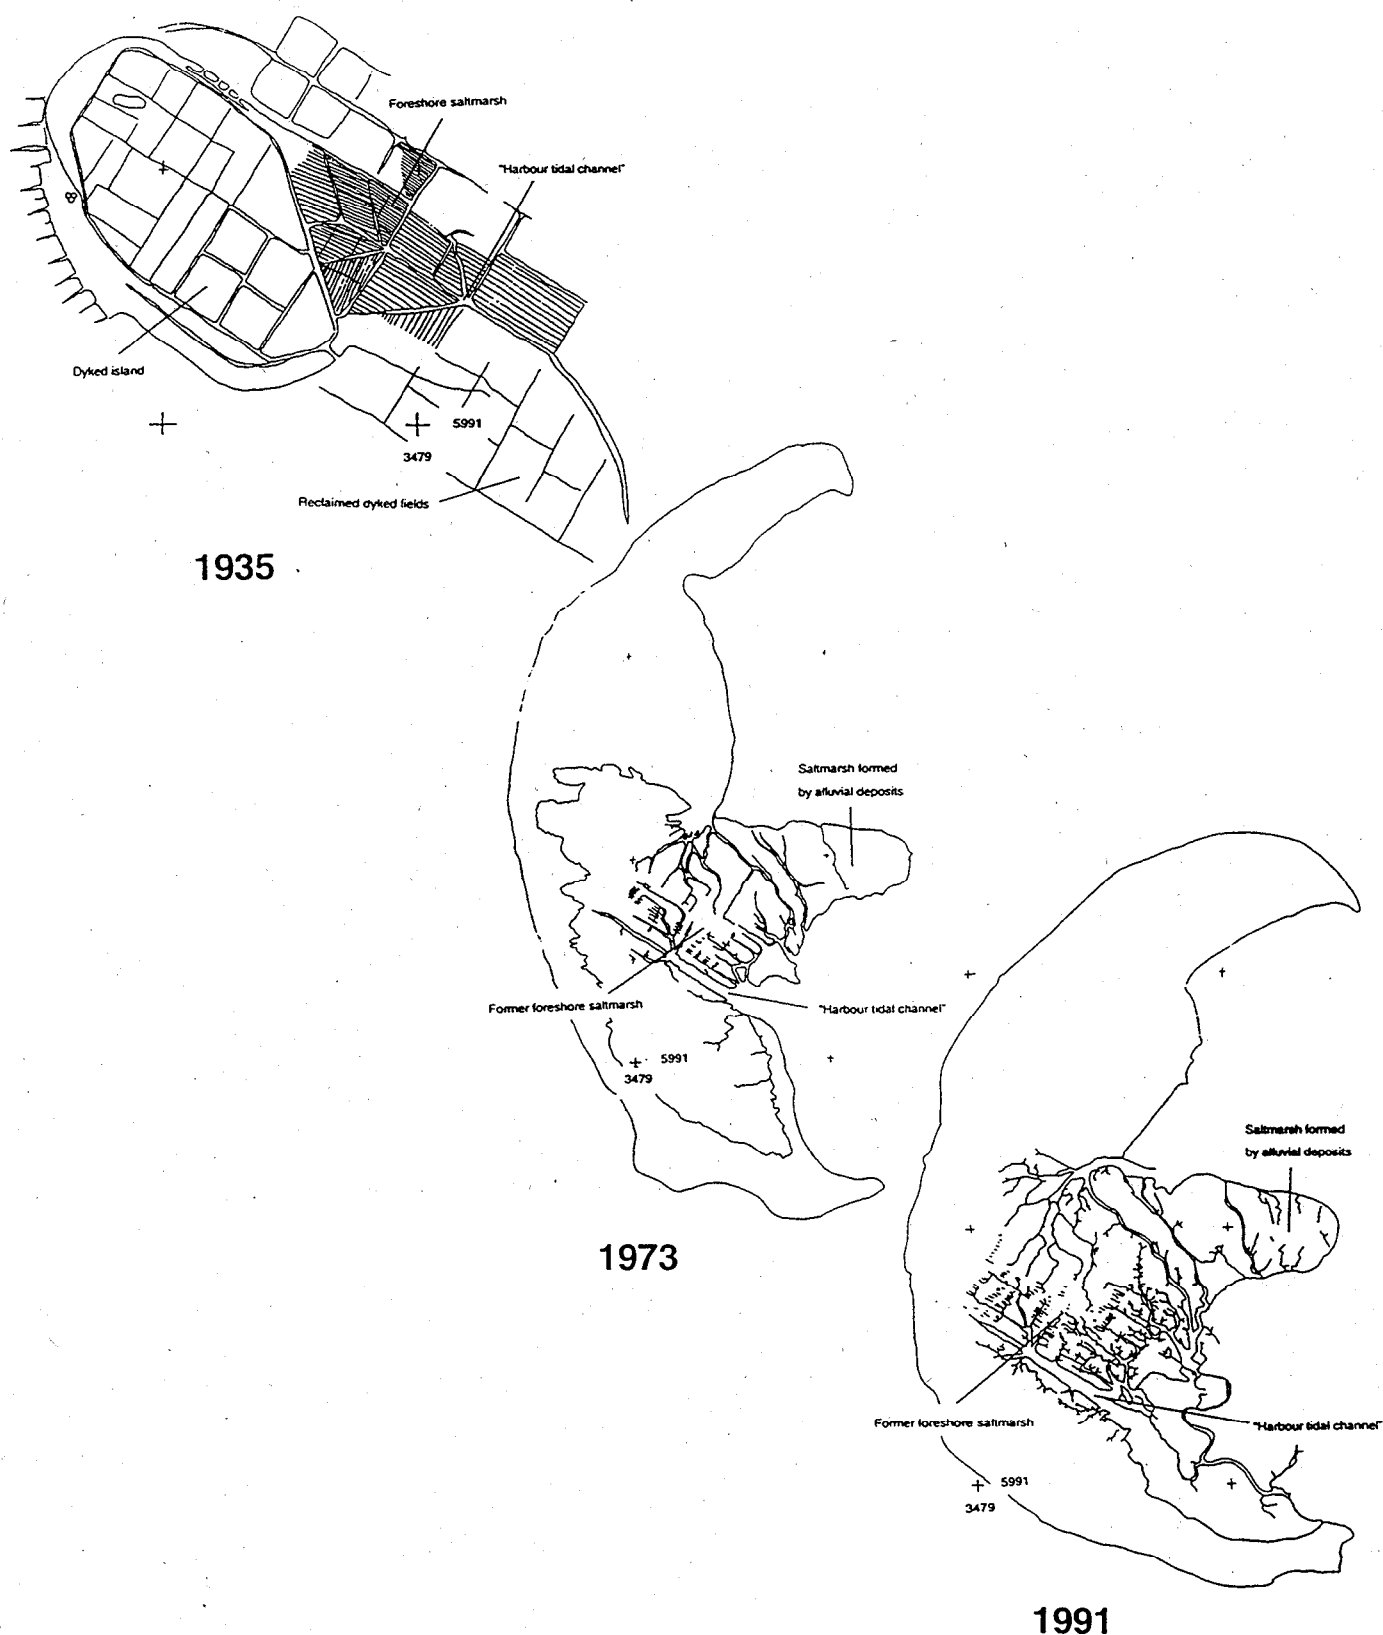 Foreshore saltmarsh
"Harbour tidal channel"
Dyked island
5991
3479
Reclaimed dyked fields
1935
Saltmarsh formed
by alluvial deposits
Former foreshore saltmarsh
"Harbour tidal channel"
5991
3479
1973
Saltmarsh formed
by alluvial deposits
Former foreshore saltmarsh
"Harbour tidal channel"
5991
3479
1991